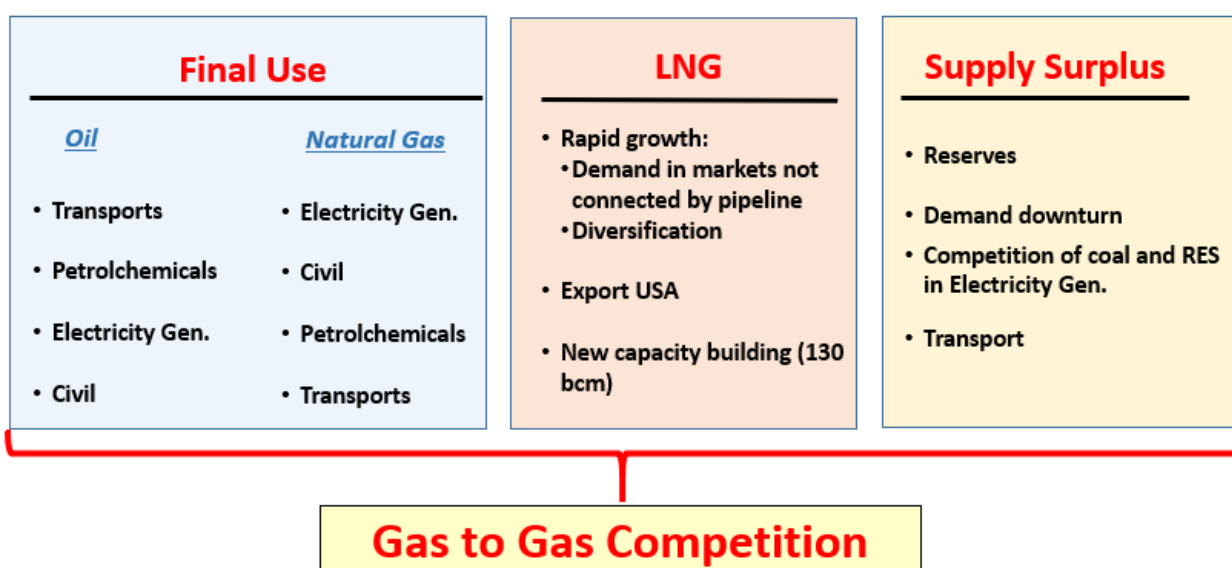 Final Use
Oil
Natural Gas
• Transports
• Electricity Gen.
• Petrolchemicals
• Civil
• Electricity Gen.
• Petrolchemicals
• Civil
• Transports
LNG
• Rapid growth:
• Demand in markets not
connected by pipeline
• Diversification
• Export USA
• New capacity building (130
bcm)
Supply Surplus
• Reserves
• Demand downturn
• Competition of coal and RES
in Electricity Gen.
• Transport
Gas to Gas Competition